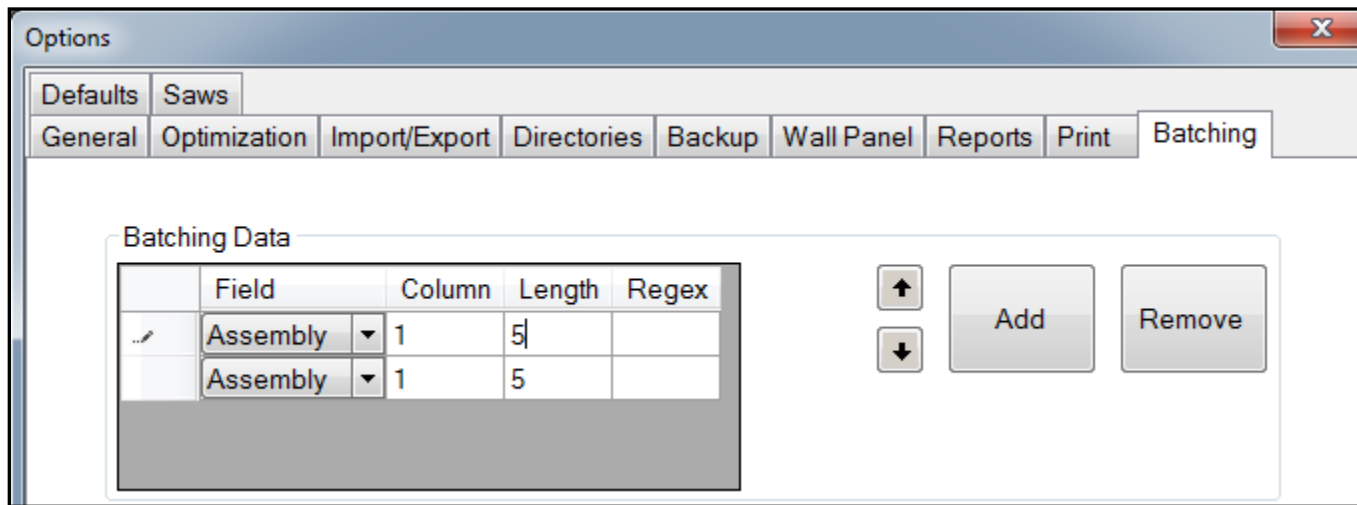 Options
Defaults Saws
General Optimization Import/Export Directories Backup Wall Panel Reports Print Batching
Batching Data
Field Column Length Regex
Assembly 1 5
Assembly 1 5
Add Remove